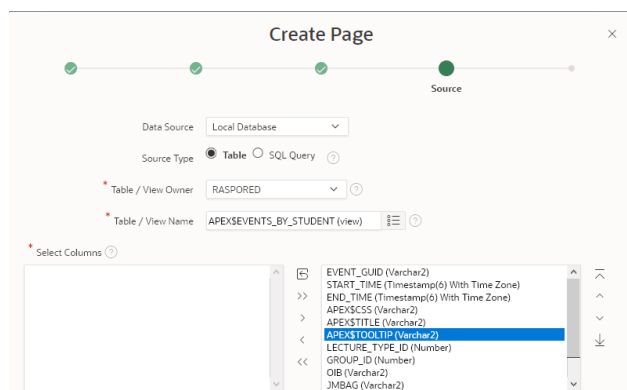 Create Page
Source
Data Source Local Database
Source Type Table SQL Query
* Table / View Owner RASPORED
* Table / View Name APEX$EVENTS_BY_STUDENT (view)
* Select Columns
EVENT_GUID (Varchar2)
START_TIME (Timestamp(6) With Time Zone)
END_TIME (Timestamp(6) With Time Zone)
APEX$CSS (Varchar2)
APEX$TITLE (Varchar2)
APEX$TOOLTIP (Varchar2)
LECTURE_TYPE_ID (Number)
GROUP_ID (Number)
OIB (Varchar2)
JMBAG (Varchar2)